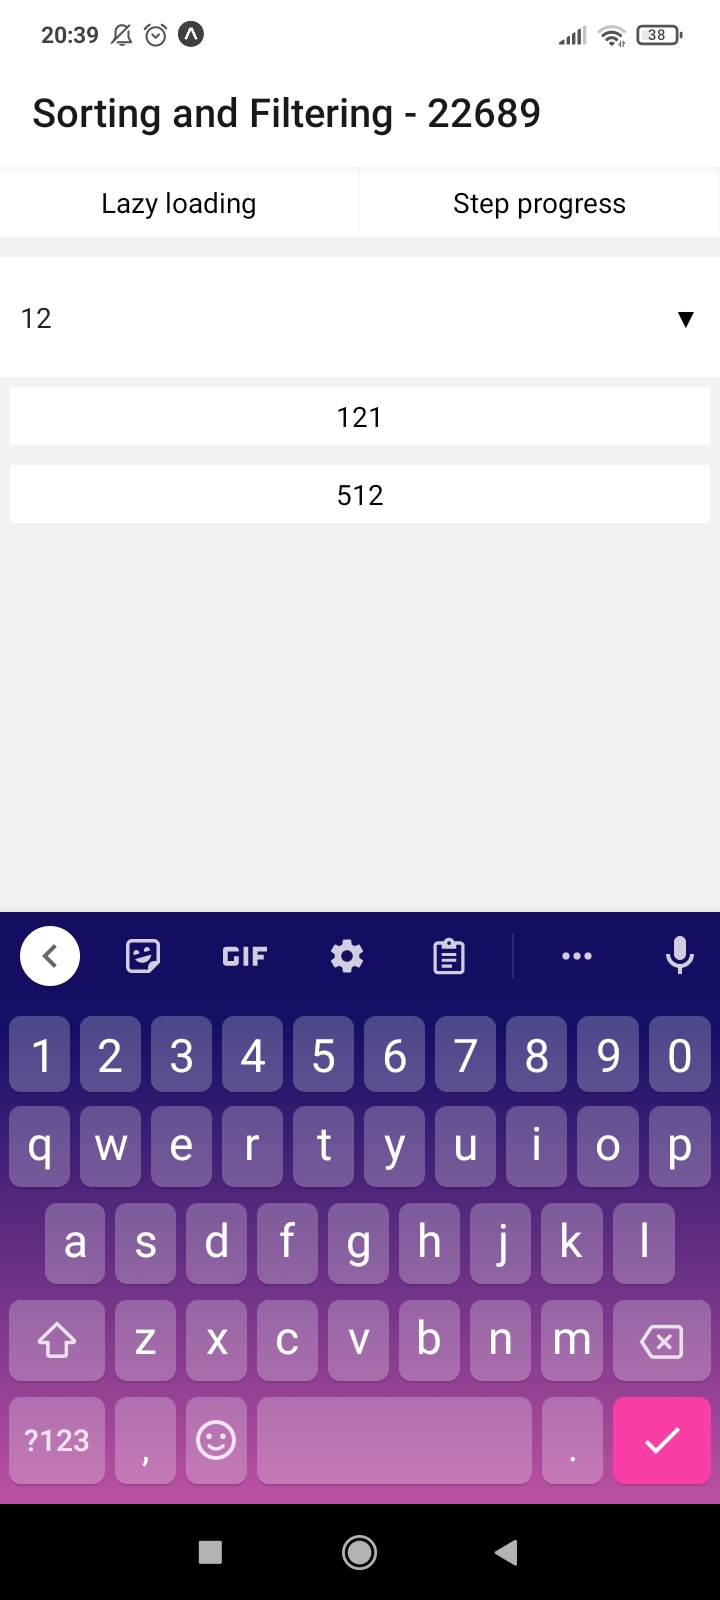 20:39 38
Sorting and Filtering - 22689
Lazy loading Step progress
12 ▼
121
512
GIF
1 2 3 4 5 6 7 8 9 0
q w e r t y u i o p
a s d f g h j k l
z x c v b n m
?123 , .